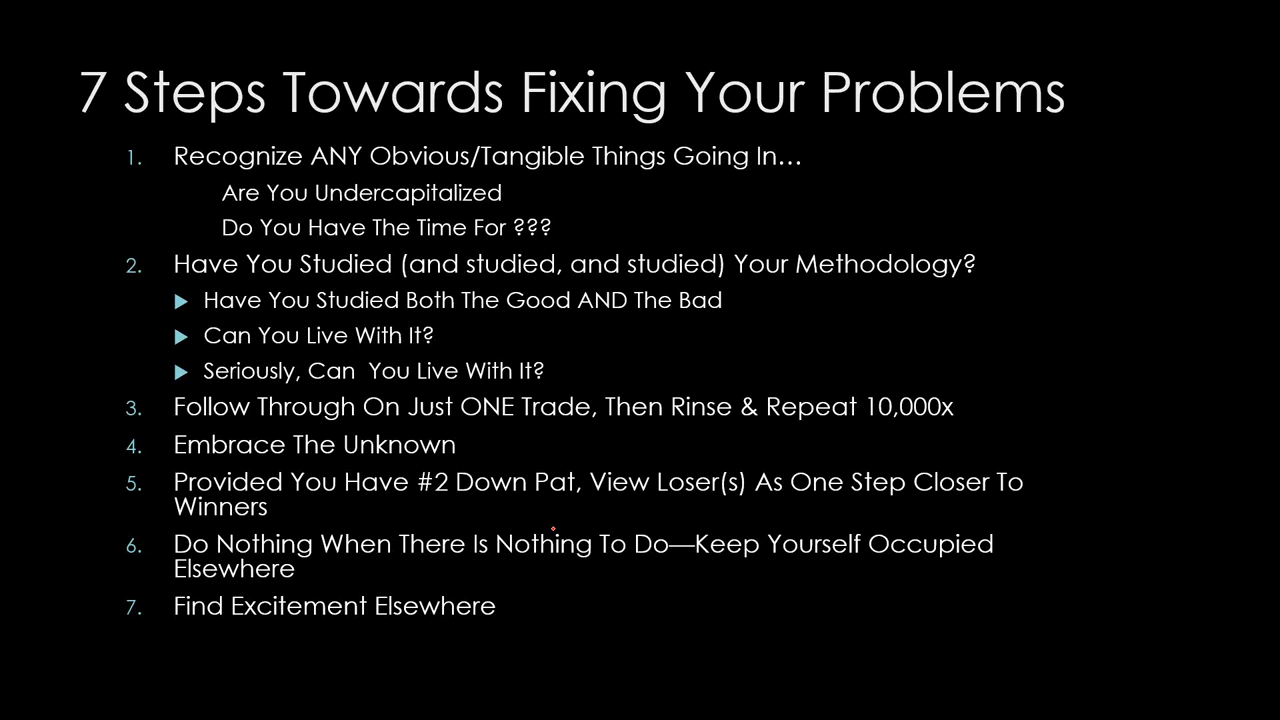 7 Steps Towards Fixing Your Problems
1. Recognize ANY Obvious/Tangible Things Going In...
Are You Undercapitalized
Do You Have The Time For ???
2. Have You Studied (and studied, and studied) Your Methodology?
Have You Studied Both The Good AND The Bad
Can You Live With It?
Seriously, Can  You Live With It?
3. Follow Through On Just ONE Trade, Then Rinse & Repeat 10,000x
4. Embrace The Unknown
5. Provided You Have #2 Down Pat, View Loser(s) As One Step Closer To
Winners
6. Do Nothing When There Is Nothing To Do—Keep Yourself Occupied
Elsewhere
7. Find Excitement Elsewhere